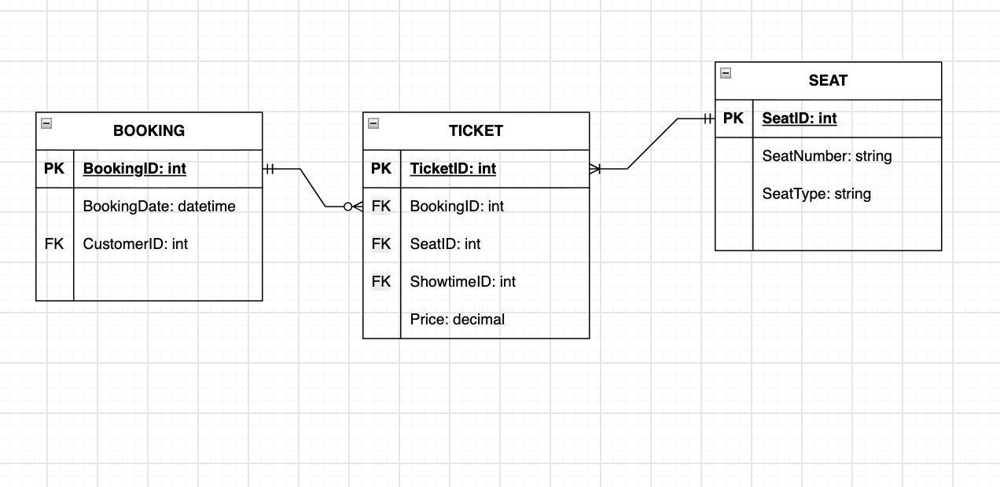 BOOKING
PK BookingID: int
BookingDate: datetime
FK CustomerID: int
TICKET
PK TicketID: int
FK BookingID: int
FK SeatID: int
FK ShowtimeID: int
Price: decimal
SEAT
PK SeatID: int
SeatNumber: string
SeatType: string